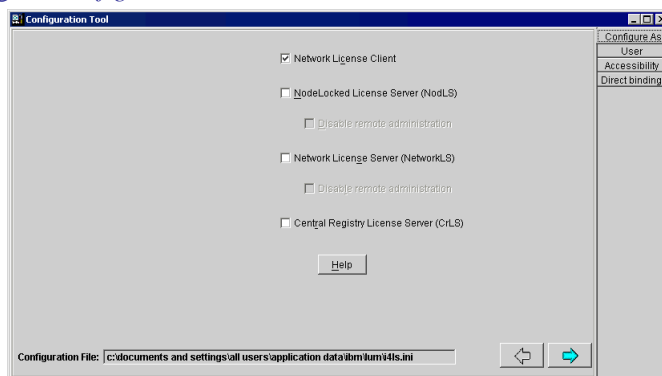 Configuration Tool
Configure As
User
Accessibility
Direct binding
Network License Client
NodeLocked License Server (NodLS)
Disable remote administration
Network License Server (NetworkLS)
Disable remote administration
Central Registry License Server (CrLS)
Help
Configuration File: c:\documents and settings\all users\application data\ibm\lum\i4ls.ini